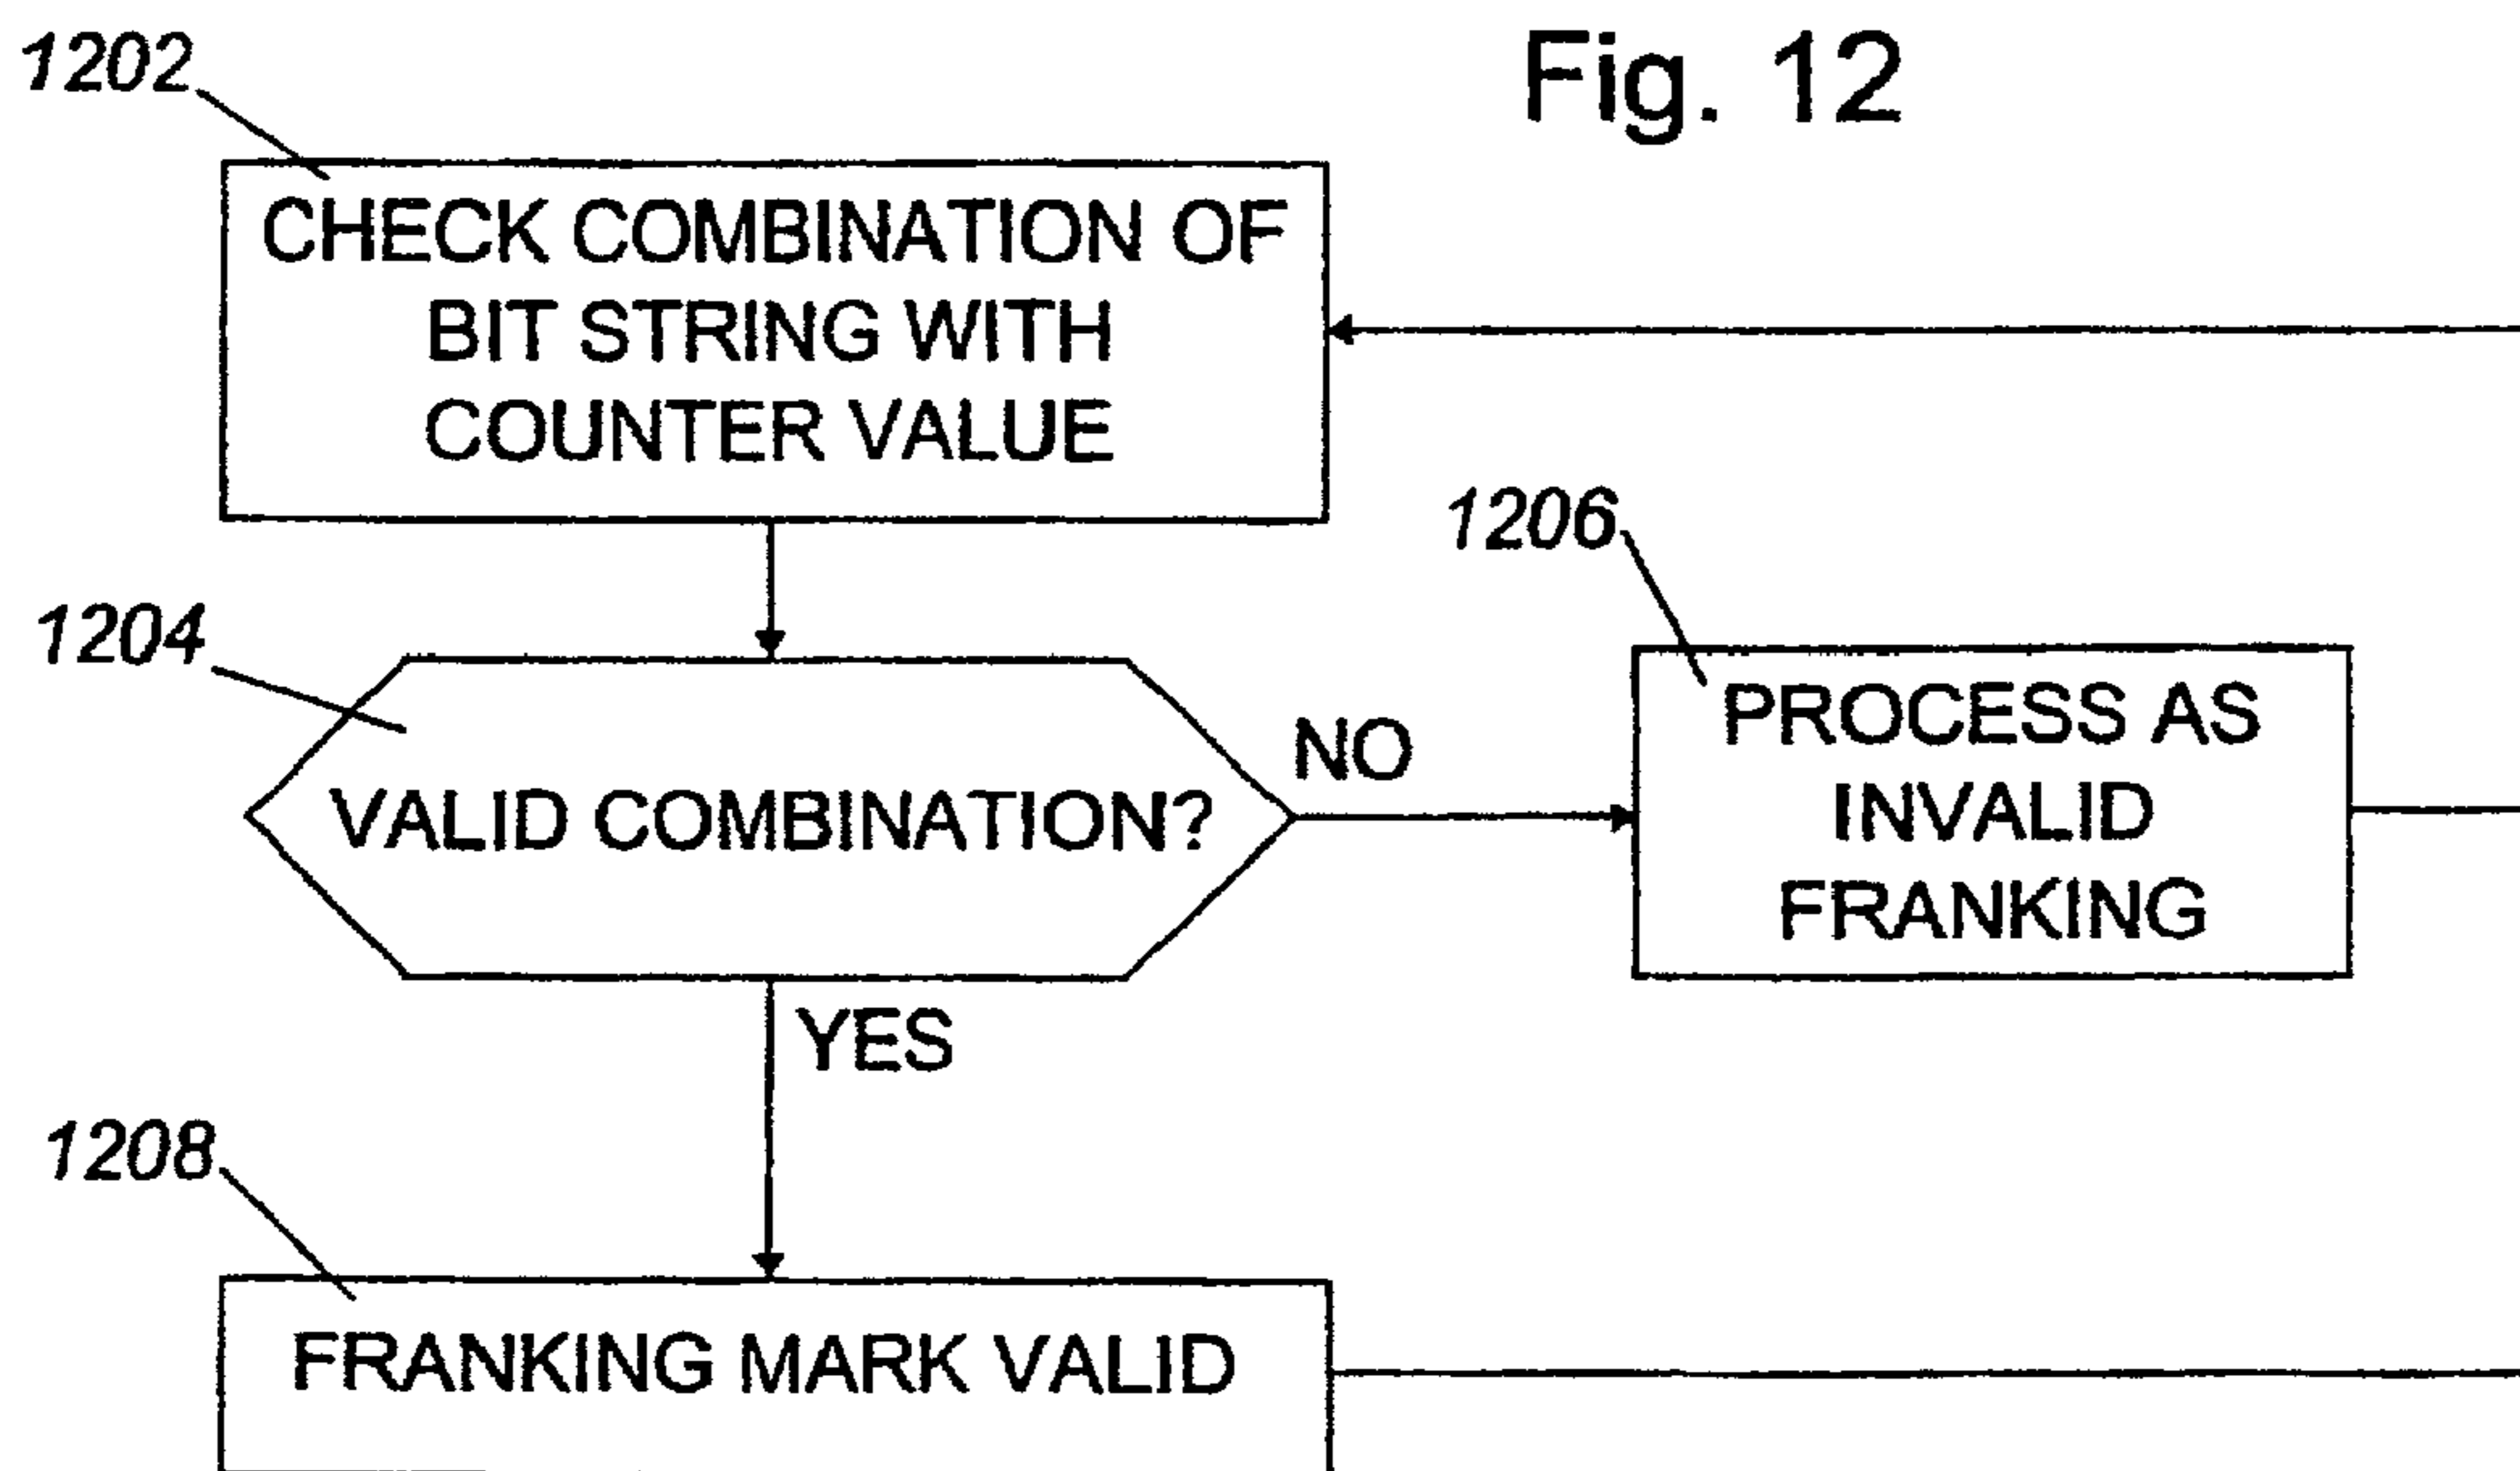 Fig. 12
1202
CHECK COMBINATION OF
BIT STRING WITH
COUNTER VALUE
1204
VALID COMBINATION?
NO
1206
PROCESS AS
INVALID
FRANKING
YES
1208
FRANKING MARK VALID